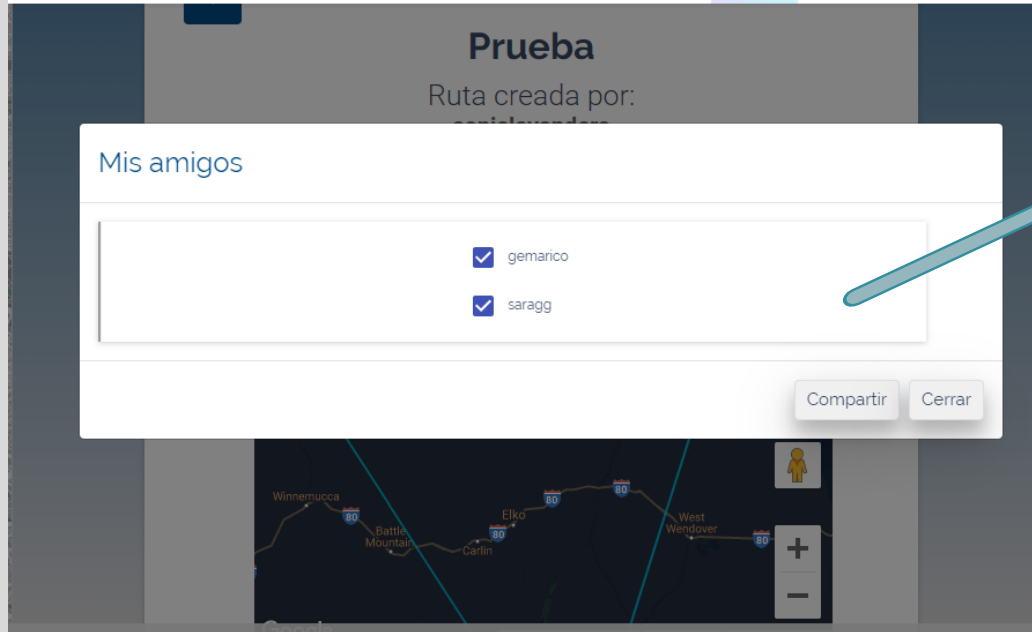 Prueba
Ruta creada por:
Mis amigos
gemarico
saragg
Compartir
Cerrar
Winnemucca
80
80
80
Elko
80
Battle
Mountain
Carlin
West
Wendover
80
Google